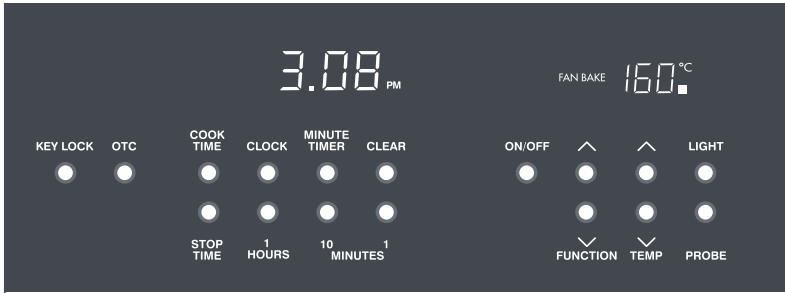 3.08 PM
FAN BAKE 160°C
KEY LOCK OTC COOK TIME CLOCK MINUTE TIMER CLEAR ON/OFF LIGHT
STOP TIME 1 HOURS 10 MINUTES 1 FUNCTION TEMP PROBE